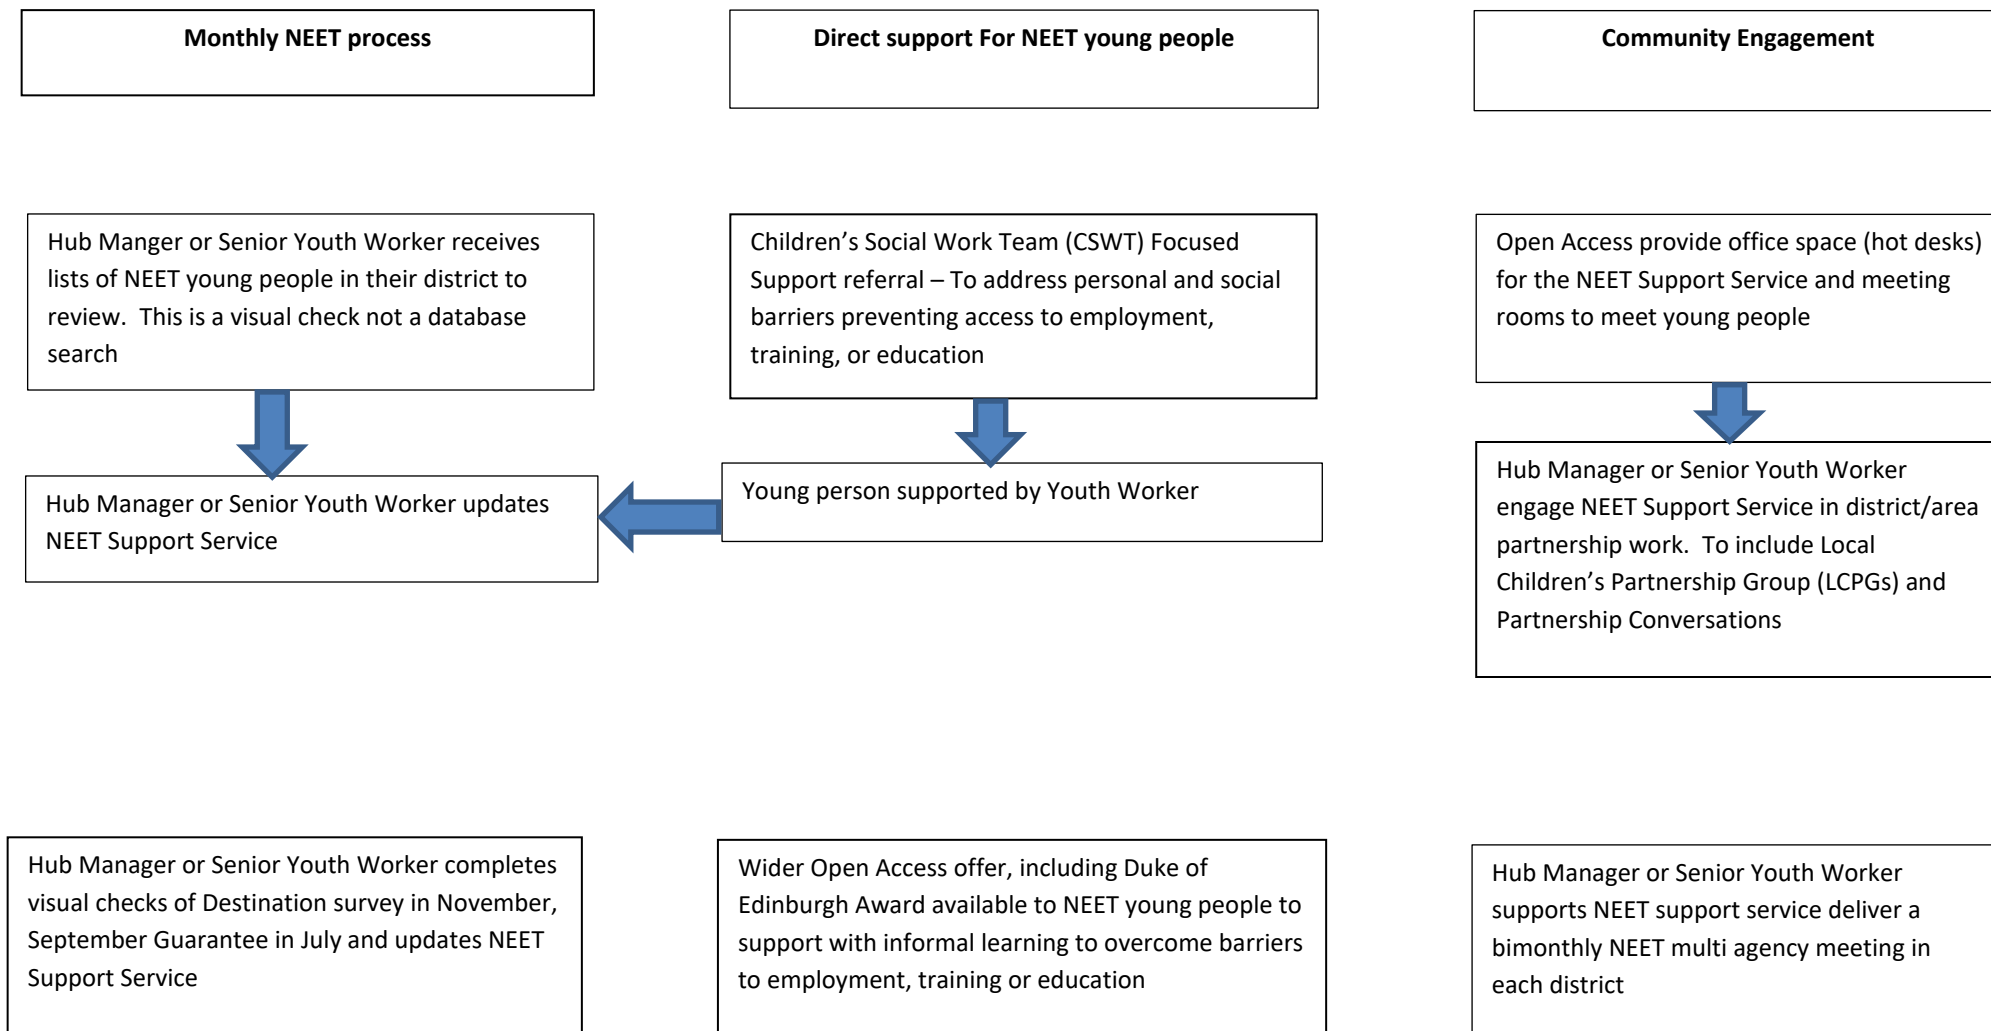 Monthly NEET process
Direct support For NEET young people
Community Engagement
Hub Manger or Senior Youth Worker receives
lists of NEET young people in their district to
review.  This is a visual check not a database
search
Children’s Social Work Team (CSWT) Focused
Support referral – To address personal and social
barriers preventing access to employment,
training, or education
Open Access provide office space (hot desks)
for the NEET Support Service and meeting
rooms to meet young people
Hub Manager or Senior Youth Worker updates
NEET Support Service
Young person supported by Youth Worker
Hub Manager or Senior Youth Worker
engage NEET Support Service in district/area
partnership work.  To include Local
Children’s Partnership Group (LCPGs) and
Partnership Conversations
Hub Manager or Senior Youth Worker completes
visual checks of Destination survey in November,
September Guarantee in July and updates NEET
Support Service
Wider Open Access offer, including Duke of
Edinburgh Award available to NEET young people to
support with informal learning to overcome barriers
to employment, training or education
Hub Manager or Senior Youth Worker
supports NEET support service deliver a
bimonthly NEET multi agency meeting in
each district